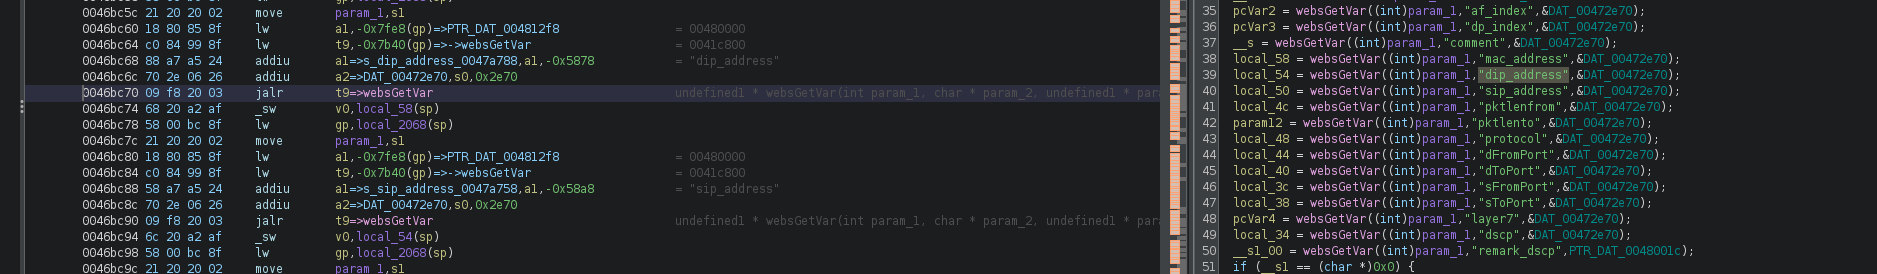 0046bc5c 21 20 20 02 move param_1,s1
0046bc60 18 80 85 8f lw a1,-0x7fe8(gp)=>PTR_DAT_004812f8 = 00480000
0046bc64 c0 84 99 8f lw t9,-0x7b40(gp)=>->websGetVar = 0041c800
0046bc68 88 a7 a5 24 addiu a1=>s_dip_address_0047a788,a1,-0x5878 = "dip_address"
0046bc6c 70 2e 06 26 addiu a2=>DAT_00472e70,s0,0x2e70
0046bc70 09 f8 20 03 jalr t9=>websGetVar undefined1 * websGetVar(int param_1, char * param_2, undefined1 * par
0046bc74 68 20 a2 af _sw v0,local_58(sp)
0046bc78 58 00 bc 8f lw gp,local_2068(sp)
0046bc7c 21 20 20 02 move param_1,s1
0046bc80 18 80 85 8f lw a1,-0x7fe8(gp)=>PTR_DAT_004812f8 = 00480000
0046bc84 c0 84 99 8f lw t9,-0x7b40(gp)=>->websGetVar = 0041c800
0046bc88 58 a7 a5 24 addiu a1=>s_sip_address_0047a758,a1,-0x58a8 = "sip_address"
0046bc8c 70 2e 06 26 addiu a2=>DAT_00472e70,s0,0x2e70
0046bc90 09 f8 20 03 jalr t9=>websGetVar undefined1 * websGetVar(int param_1, char * param_2, undefined1 * par
0046bc94 6c 20 a2 af _sw v0,local_54(sp)
0046bc98 58 00 bc 8f lw gp,local_2068(sp)
0046bc9c 21 20 20 02 move param_1,s1
35 pcVar2 = websGetVar((int)param_1,"af_index",&DAT_00472e70);
36 pcVar3 = websGetVar((int)param_1,"dp_index",&DAT_00472e70);
37 __s = websGetVar((int)param_1,"comment",&DAT_00472e70);
38 local_58 = websGetVar((int)param_1,"mac_address",&DAT_00472e70);
39 local_54 = websGetVar((int)param_1,"dip_address",&DAT_00472e70);
40 local_50 = websGetVar((int)param_1,"sip_address",&DAT_00472e70);
41 local_4c = websGetVar((int)param_1,"pktlenfrom",&DAT_00472e70);
42 param12 = websGetVar((int)param_1,"pktlento",&DAT_00472e70);
43 local_48 = websGetVar((int)param_1,"protocol",&DAT_00472e70);
44 local_44 = websGetVar((int)param_1,"dFromPort",&DAT_00472e70);
45 local_40 = websGetVar((int)param_1,"dToPort",&DAT_00472e70);
46 local_3c = websGetVar((int)param_1,"sFromPort",&DAT_00472e70);
47 local_38 = websGetVar((int)param_1,"sToPort",&DAT_00472e70);
48 pcVar4 = websGetVar((int)param_1,"layer7",&DAT_00472e70);
49 local_34 = websGetVar((int)param_1,"dscp",&DAT_00472e70);
50 __s1_00 = websGetVar((int)param_1,"remark_dscp",PTR_DAT_0048001c);
51 if (__s1 == (char *)0x0) {